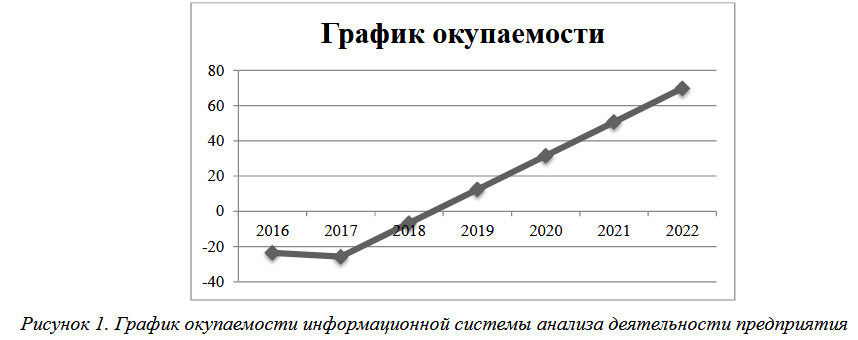 График окупаемости
80
60
40
20
0
2016 2017 2018 2019 2020 2021 2022
-20
-40
Рисунок 1. График окупаемости информационной системы анализа деятельности предприятия